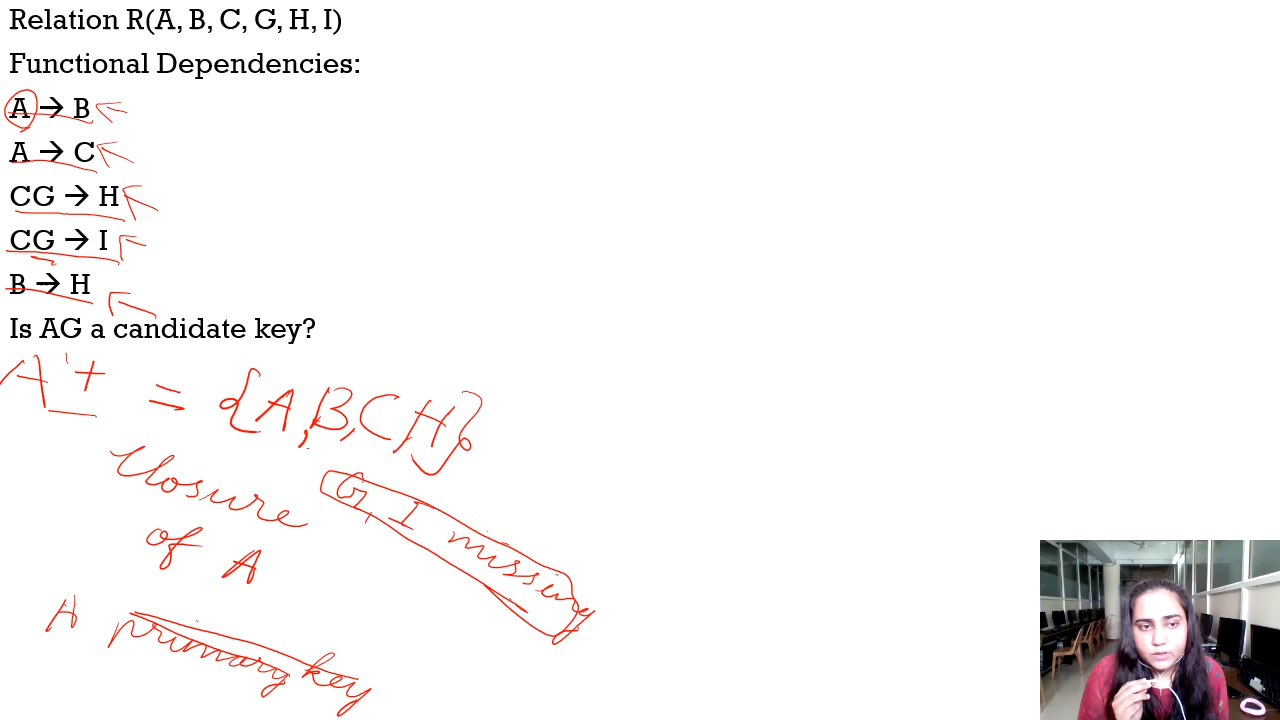 Relation R(A, B, C, G, H, I)
Functional Dependencies:
A → B
A → C
CG → H
CG → I
B → H
Is AG a candidate key?
A+ = {A, B, C, H}
closure
of A
G, I missing
A primary key